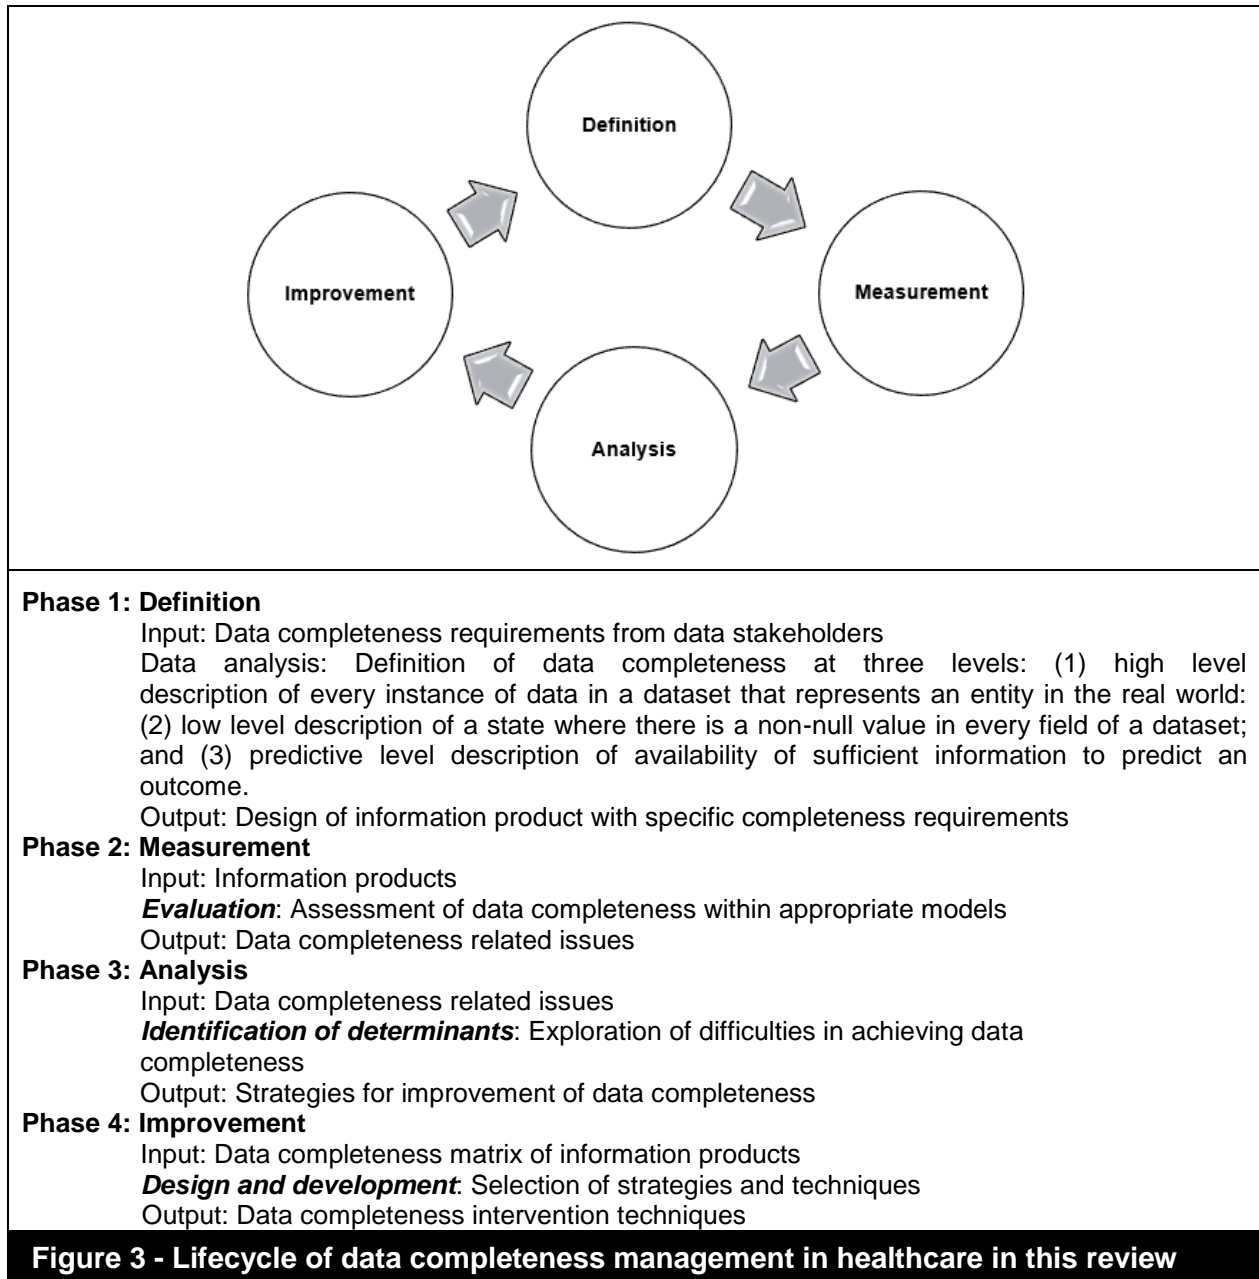 Definition
Improvement
Measurement
Analysis
Phase 1: Definition
Input: Data completeness requirements from data stakeholders
Data analysis: Definition of data completeness at three levels: (1) high level
description of every instance of data in a dataset that represents an entity in the real world:
(2) low level description of a state where there is a non-null value in every field of a dataset;
and (3) predictive level description of availability of sufficient information to predict an
outcome.
Output: Design of information product with specific completeness requirements
Phase 2: Measurement
Input: Information products
Evaluation: Assessment of data completeness within appropriate models
Output: Data completeness related issues
Phase 3: Analysis
Input: Data completeness related issues
Identification of determinants: Exploration of difficulties in achieving data
completeness
Output: Strategies for improvement of data completeness
Phase 4: Improvement
Input: Data completeness matrix of information products
Design and development: Selection of strategies and techniques
Output: Data completeness intervention techniques
Figure 3 - Lifecycle of data completeness management in healthcare in this review